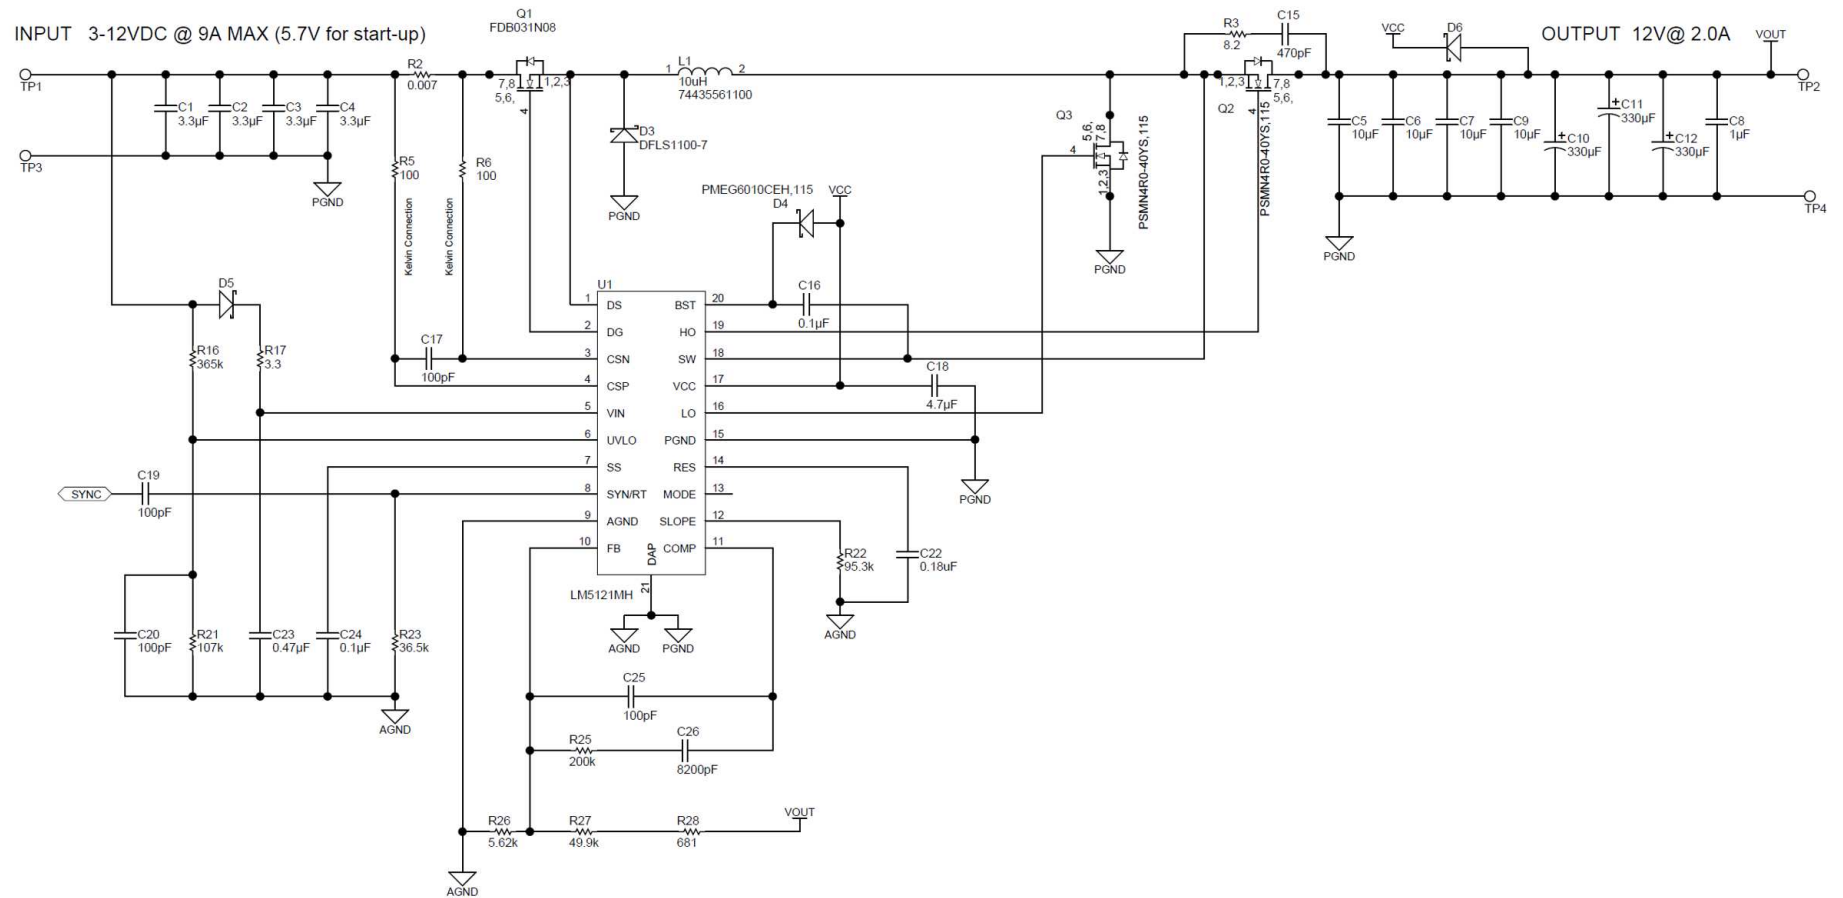 INPUT 3-12VDC @ 9A MAX (5.7V for start-up)
Q1
FDB031N08
OUTPUT 12V@ 2.0A
VOUT
VCC
D6
R3
8.2
C15
470pF
TP1
TP2
TP3
TP4
C1
3.3µF
C2
3.3µF
C3
3.3µF
C4
3.3µF
PGND
R2
0.007
7,8
5,6,
1,2,3
4
1
L1
2
10uH
74435561100
D3
DFLS1100-7
PGND
R5
100
R6
100
Kelvin Connection
Kelvin Connection
Q3
5,6,
7,8
4
1,2,3
PSMN4R0-40YS,115
PGND
1,2,3
7,8
5,6,
4
Q2
PSMN4R0-40YS,115
C5
10µF
C6
10µF
C7
10µF
C9
10µF
+
C10
330µF
+
C11
330µF
+
C12
330µF
C8
1µF
PGND
PMEG6010CEH,115
D4
VCC
C16
0.1µF
C17
100pF
C18
4.7µF
PGND
D5
R16
365k
R17
3.3
U1
1 DS BST 20
2 DG HO 19
3 CSN SW 18
4 CSP VCC 17
5 VIN LO 16
6 UVLO PGND 15
7 SS RES 14
8 SYN/RT MODE 13
9 AGND SLOPE 12
10 FB DAP COMP 11
21
LM5121MH
AGND
PGND
SYNC
C19
100pF
R22
95.3k
C22
0.18uF
AGND
C20
100pF
R21
107k
C23
0.47µF
C24
0.1µF
R23
36.5k
AGND
C25
100pF
R25
200k
C26
8200pF
R26
5.62k
R27
49.9k
R28
681
VOUT
AGND